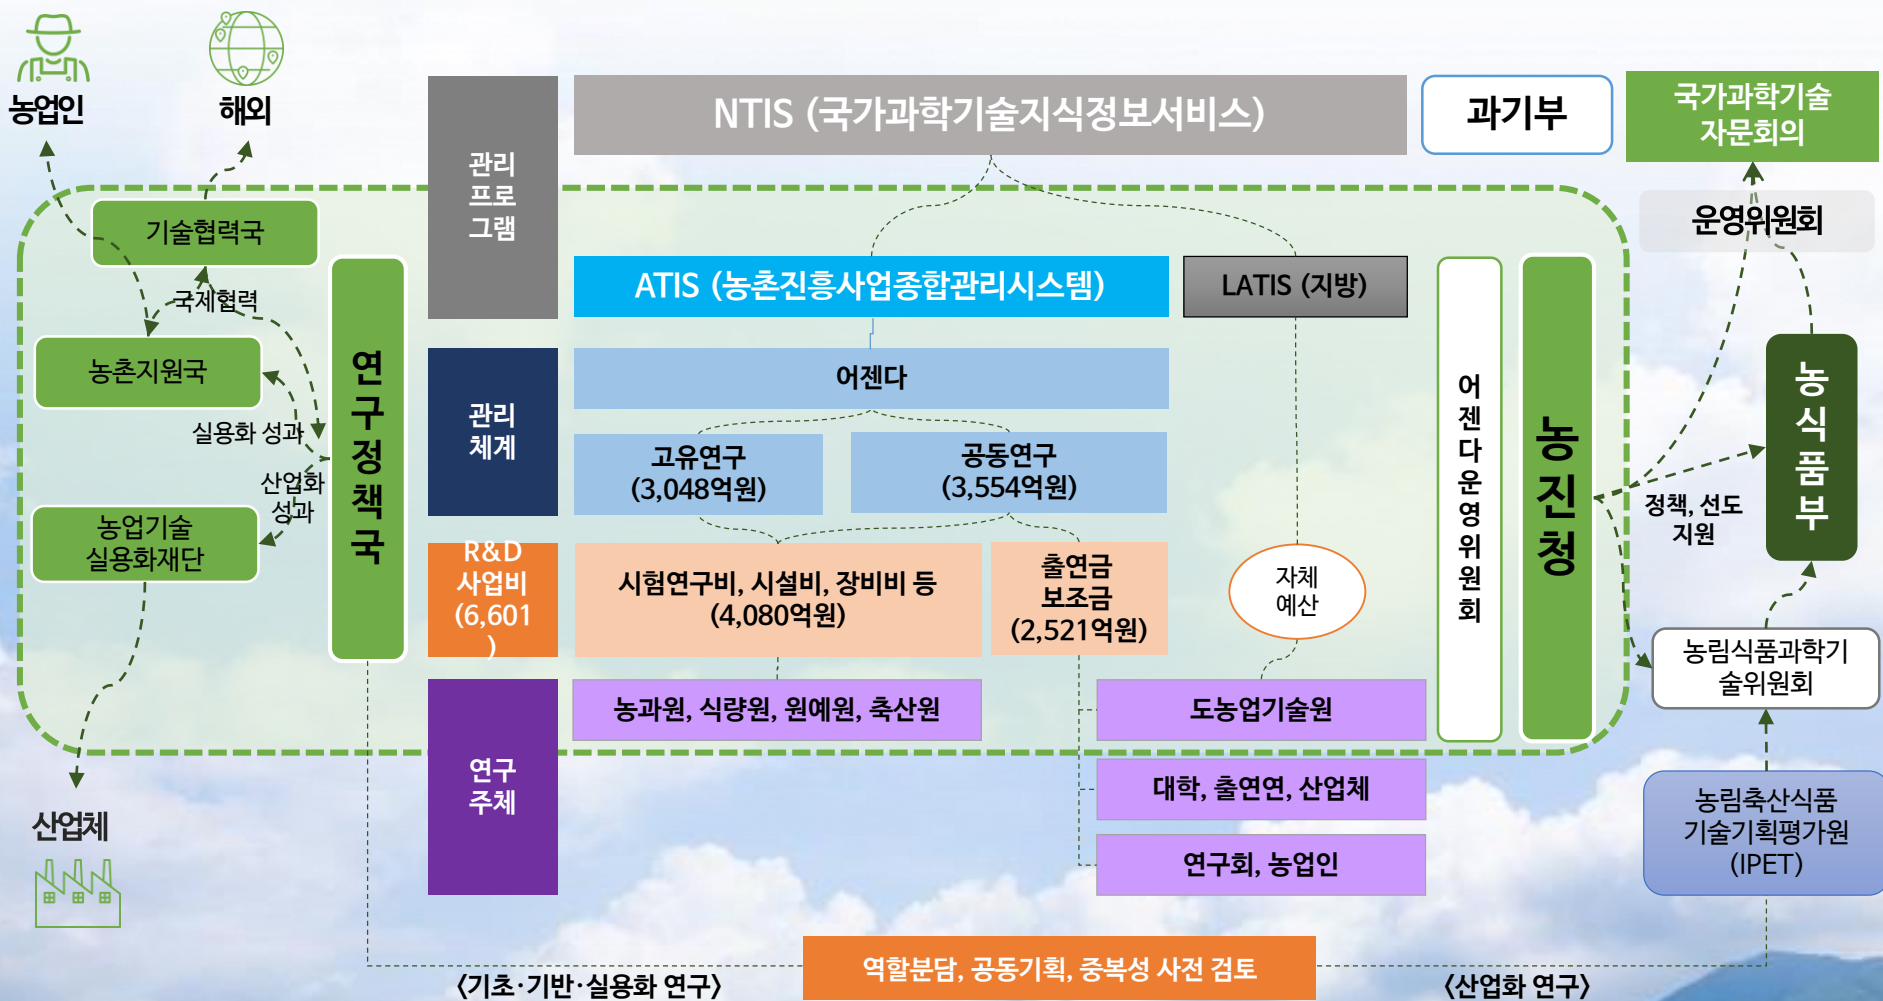 농업인
해외
기술협력국
국제협력
농촌지원국
실용화 성과
산업화
성과
농업기술
실용화재단
산업체
연
구
정
책
국
관리
프로
그램
NTIS (국가과학기술지식정보서비스)
ATIS (농촌진흥사업종합관리시스템)
LATIS (지방)
관리
체계
어젠다
고유연구
(3,048억원)
공동연구
(3,554억원)
R&D
사업비
(6,601
)
시험연구비, 시설비, 장비비 등
(4,080억원)
출연금
보조금
(2,521억원)
자체
예산
연구
주체
농과원, 식량원, 원예원, 축산원
도농업기술원
대학, 출연연, 산업체
연구회, 농업인
어
젠
다
운
영
위
원
회
농
진
청
과기부
국가과학기술
자문회의
운영위원회
농
식
품
부
정책, 선도
지원
농림식품과학기
술위원회
농림축산식품
기술기획평가원
(IPET)
〈기초·기반·실용화 연구〉
역할분담, 공동기획, 중복성 사전 검토
〈산업화 연구〉